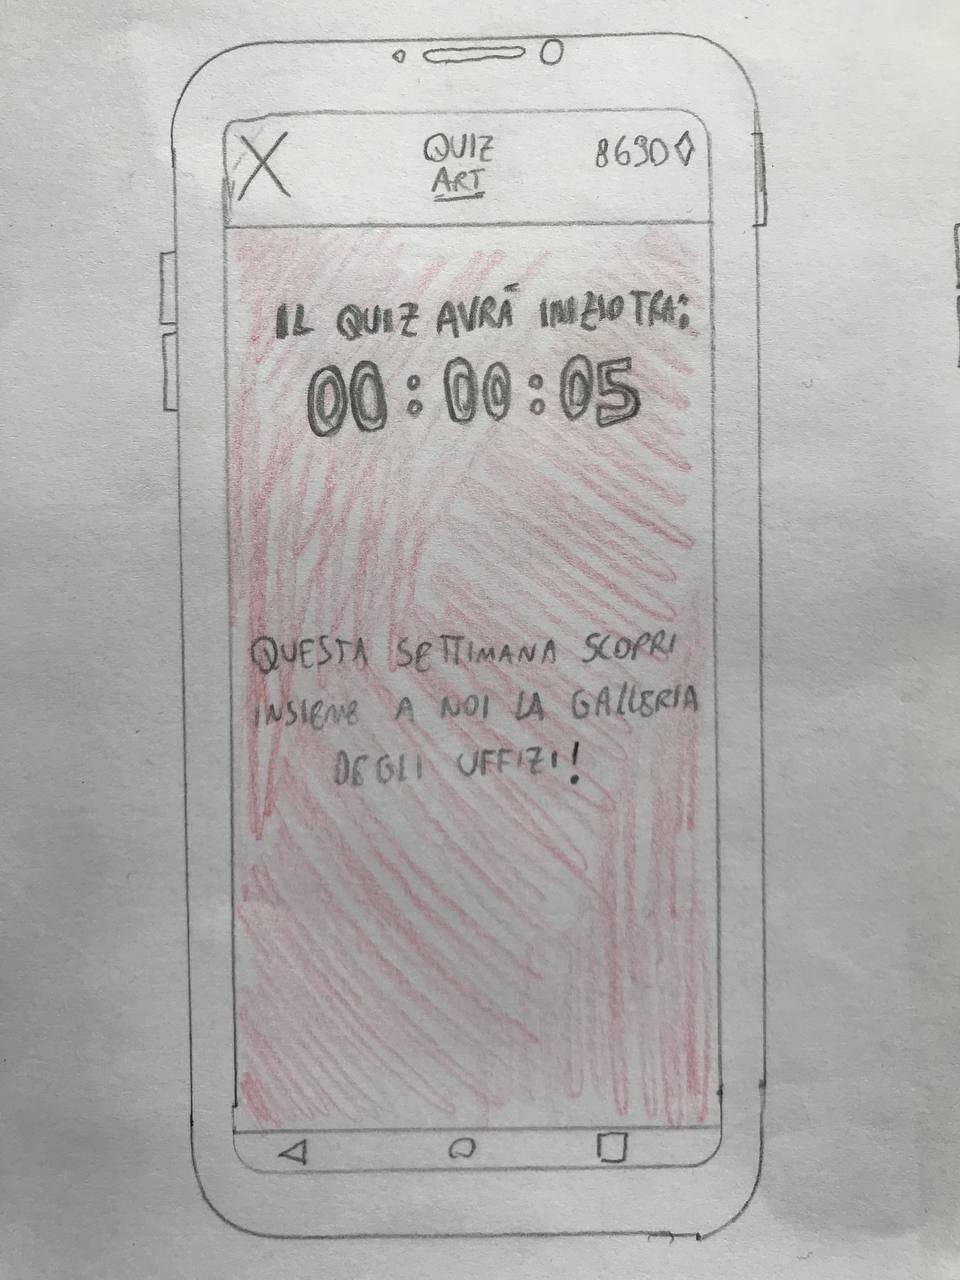 X
QUIZ
ART
8690◊
IL QUIZ AVRÀ INIZIO TRA:
00:00:05
QUESTA SETTIMANA SCOPRI
INSIEME A NOI LA GALLERIA
DEGLI UFFIZI!